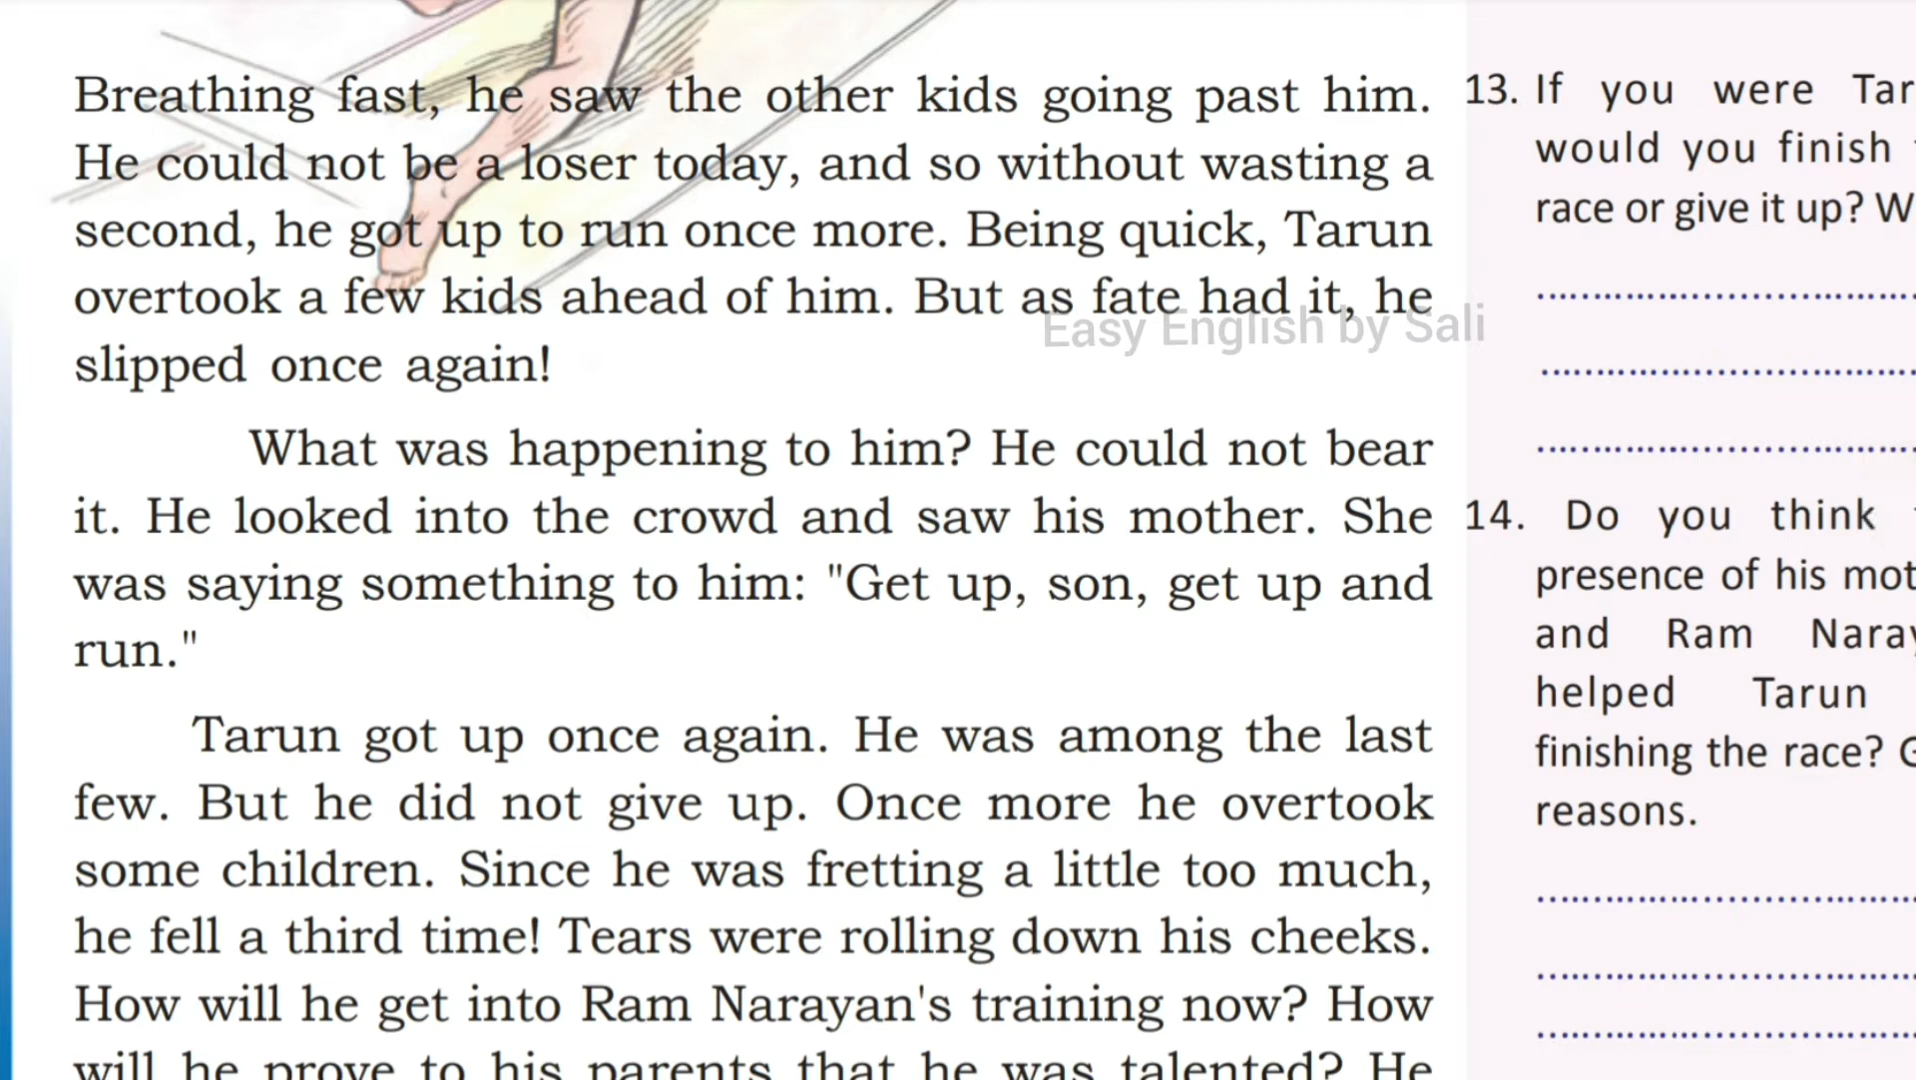 Breathing fast, he saw the other kids going past him.
He could not be a loser today, and so without wasting a
second, he got up to run once more. Being quick, Tarun
overtook a few kids ahead of him. But as fate had it, he
slipped once again!
Easy English by Sali
What was happening to him? He could not bear
it. He looked into the crowd and saw his mother. She
was saying something to him: "Get up, son, get up and
run."
Tarun got up once again. He was among the last
few. But he did not give up. Once more he overtook
some children. Since he was fretting a little too much,
he fell a third time! Tears were rolling down his cheeks.
How will he get into Ram Narayan's training now? How
will he prove to his parents that he was talented? He
13. If you were
would you finish
race or give it up?
14. Do you think
presence of his
and Ram
helped Tarun
finishing the race?
reasons.